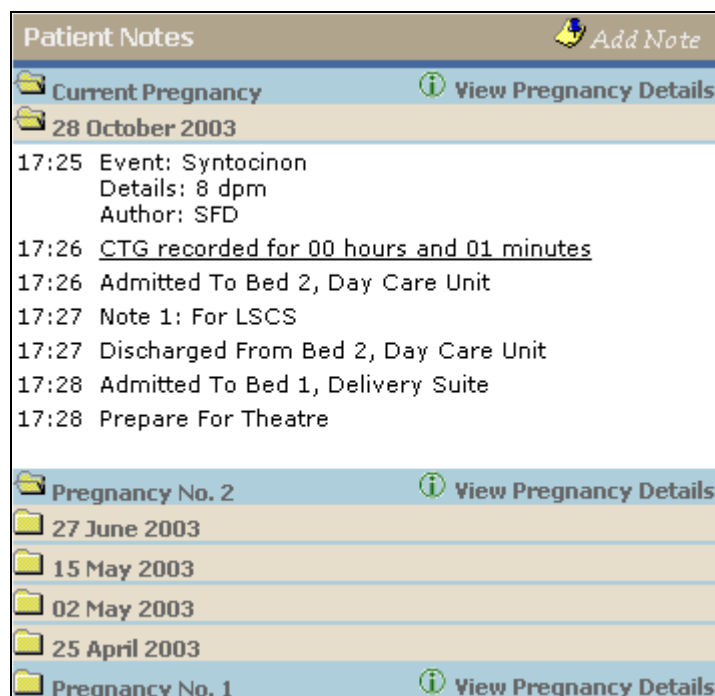 Patient Notes Add Note
Current Pregnancy View Pregnancy Details
28 October 2003
17:25 Event: Syntocinon
Details: 8 dpm
Author: SFD
17:26 CTG recorded for 00 hours and 01 minutes
17:26 Admitted To Bed 2, Day Care Unit
17:27 Note 1: For LSCS
17:27 Discharged From Bed 2, Day Care Unit
17:28 Admitted To Bed 1, Delivery Suite
17:28 Prepare For Theatre
Pregnancy No. 2 View Pregnancy Details
27 June 2003
15 May 2003
02 May 2003
25 April 2003
Pregnancy No. 1 View Pregnancy Details